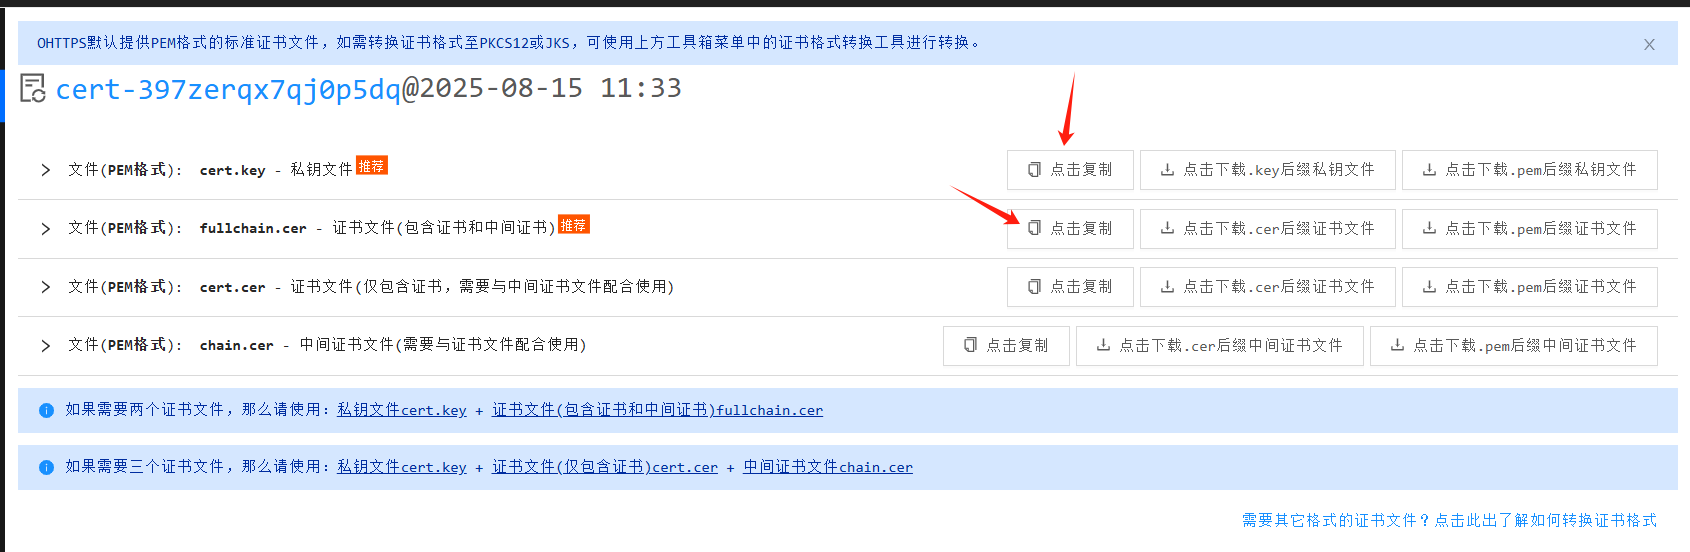 OHTTPS默认提供PEM格式的标准证书文件，如需转换证书格式至PKCS12或JKS，可使用上方工具箱菜单中的证书格式转换工具进行转换。
cert-397zerqx7qj0p5dq@2025-08-15 11:33
文件(PEM格式): cert.key - 私钥文件 推荐 点击复制 点击下载.key后缀私钥文件 点击下载.pem后缀私钥文件
文件(PEM格式): fullchain.cer - 证书文件(包含证书和中间证书) 推荐 点击复制 点击下载.cer后缀证书文件 点击下载.pem后缀证书文件
文件(PEM格式): cert.cer - 证书文件(仅包含证书，需要与中间证书文件配合使用) 点击复制 点击下载.cer后缀证书文件 点击下载.pem后缀证书文件
文件(PEM格式): chain.cer - 中间证书文件(需要与证书文件配合使用) 点击复制 点击下载.cer后缀中间证书文件 点击下载.pem后缀中间证书文件
如果需要两个证书文件，那么请使用：私钥文件cert.key + 证书文件(包含证书和中间证书)fullchain.cer
如果需要三个证书文件，那么请使用：私钥文件cert.key + 证书文件(仅包含证书)cert.cer + 中间证书文件chain.cer
需要其它格式的证书文件？点击此出了解如何转换证书格式